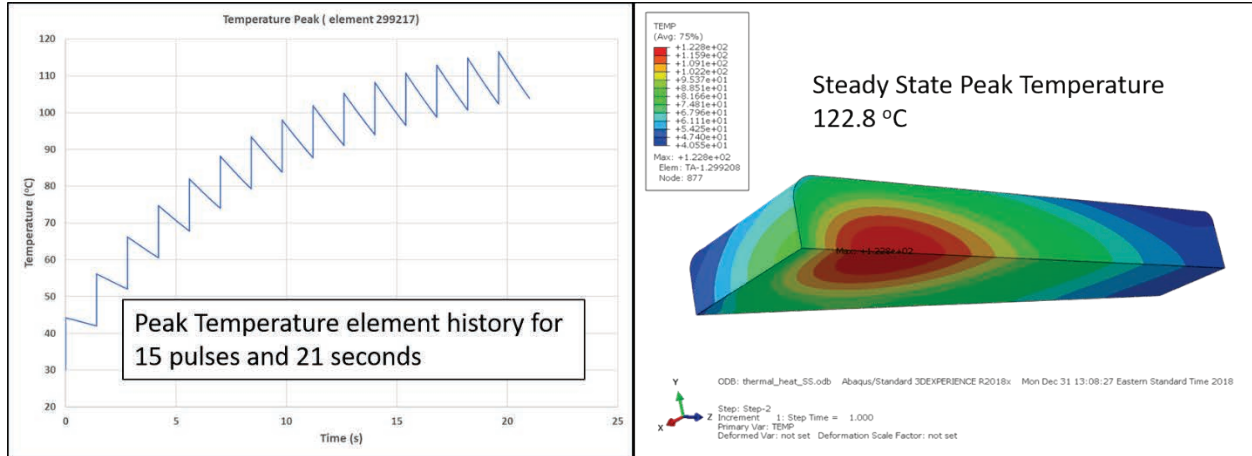 Temperature Peak ( element 299217)
120
110
100
90
80
70
60
50
40
30
20
Temperature (°C)
0
5
10
15
20
25
Time (s)
Peak Temperature element history for
15 pulses and 21 seconds
TEMP
(Avg: 75%)
+1.228e+02
+1.159e+02
+1.091e+02
+1.022e+02
+9.537e+01
+8.851e+01
+8.166e+01
+7.481e+01
+6.796e+01
+6.111e+01
+5.425e+01
+4.740e+01
+4.055e+01
Max: +1.228e+02
Elem: TA-1.299208
Node: 877
Steady State Peak Temperature
122.8 °C
Max: +1.228e+02
Y
Z
X
ODB: thermal_heat_SS.odb Abaqus/Standard 3DEXPERIENCE R2018x Mon Dec 31 13:08:27 Eastern Standard Time 2018
Step: Step-2
Increment 1: Step Time = 1.000
Primary Var: TEMP
Deformed Var: not set Deformation Scale Factor: not set